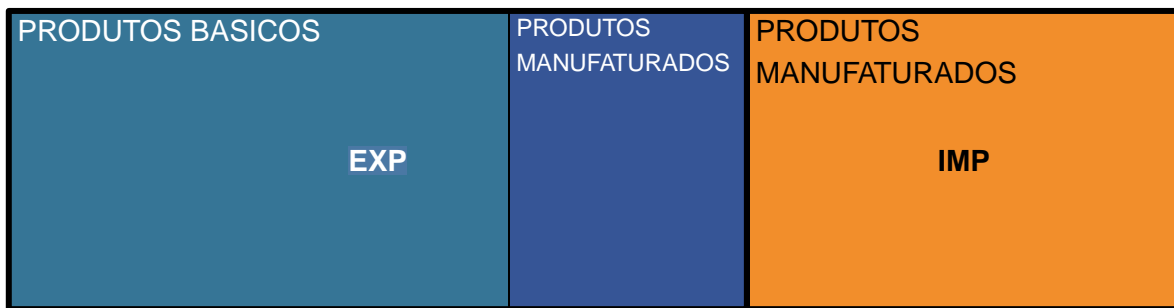 PRODUTOS BASICOS
PRODUTOS
MANUFATURADOS
EXP
PRODUTOS
MANUFATURADOS
IMP